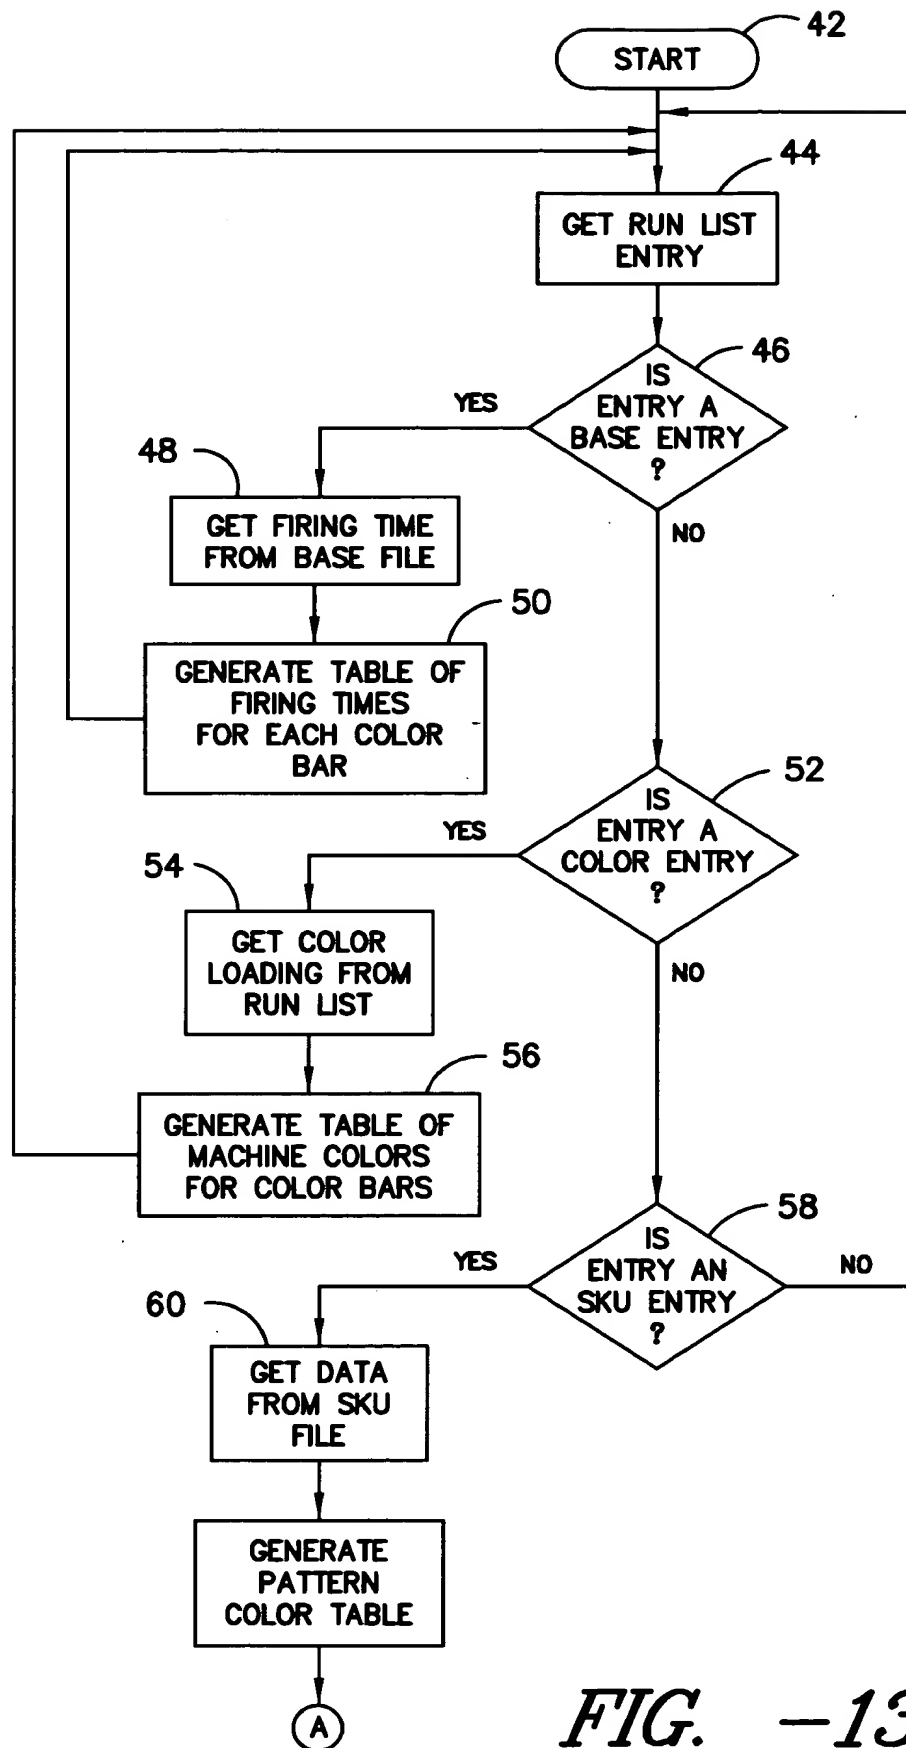 42
START
44
GET RUN LIST
ENTRY
46
IS
ENTRY A
BASE ENTRY
?
YES
NO
48
GET FIRING TIME
FROM BASE FILE
50
GENERATE TABLE OF
FIRING TIMES
FOR EACH COLOR
BAR
52
IS
ENTRY A
COLOR ENTRY
?
YES
NO
54
GET COLOR
LOADING FROM
RUN LIST
56
GENERATE TABLE OF
MACHINE COLORS
FOR COLOR BARS
58
IS
ENTRY AN
SKU ENTRY
?
YES
NO
60
GET DATA
FROM SKU
FILE
GENERATE
PATTERN
COLOR TABLE
A
FIG. -13